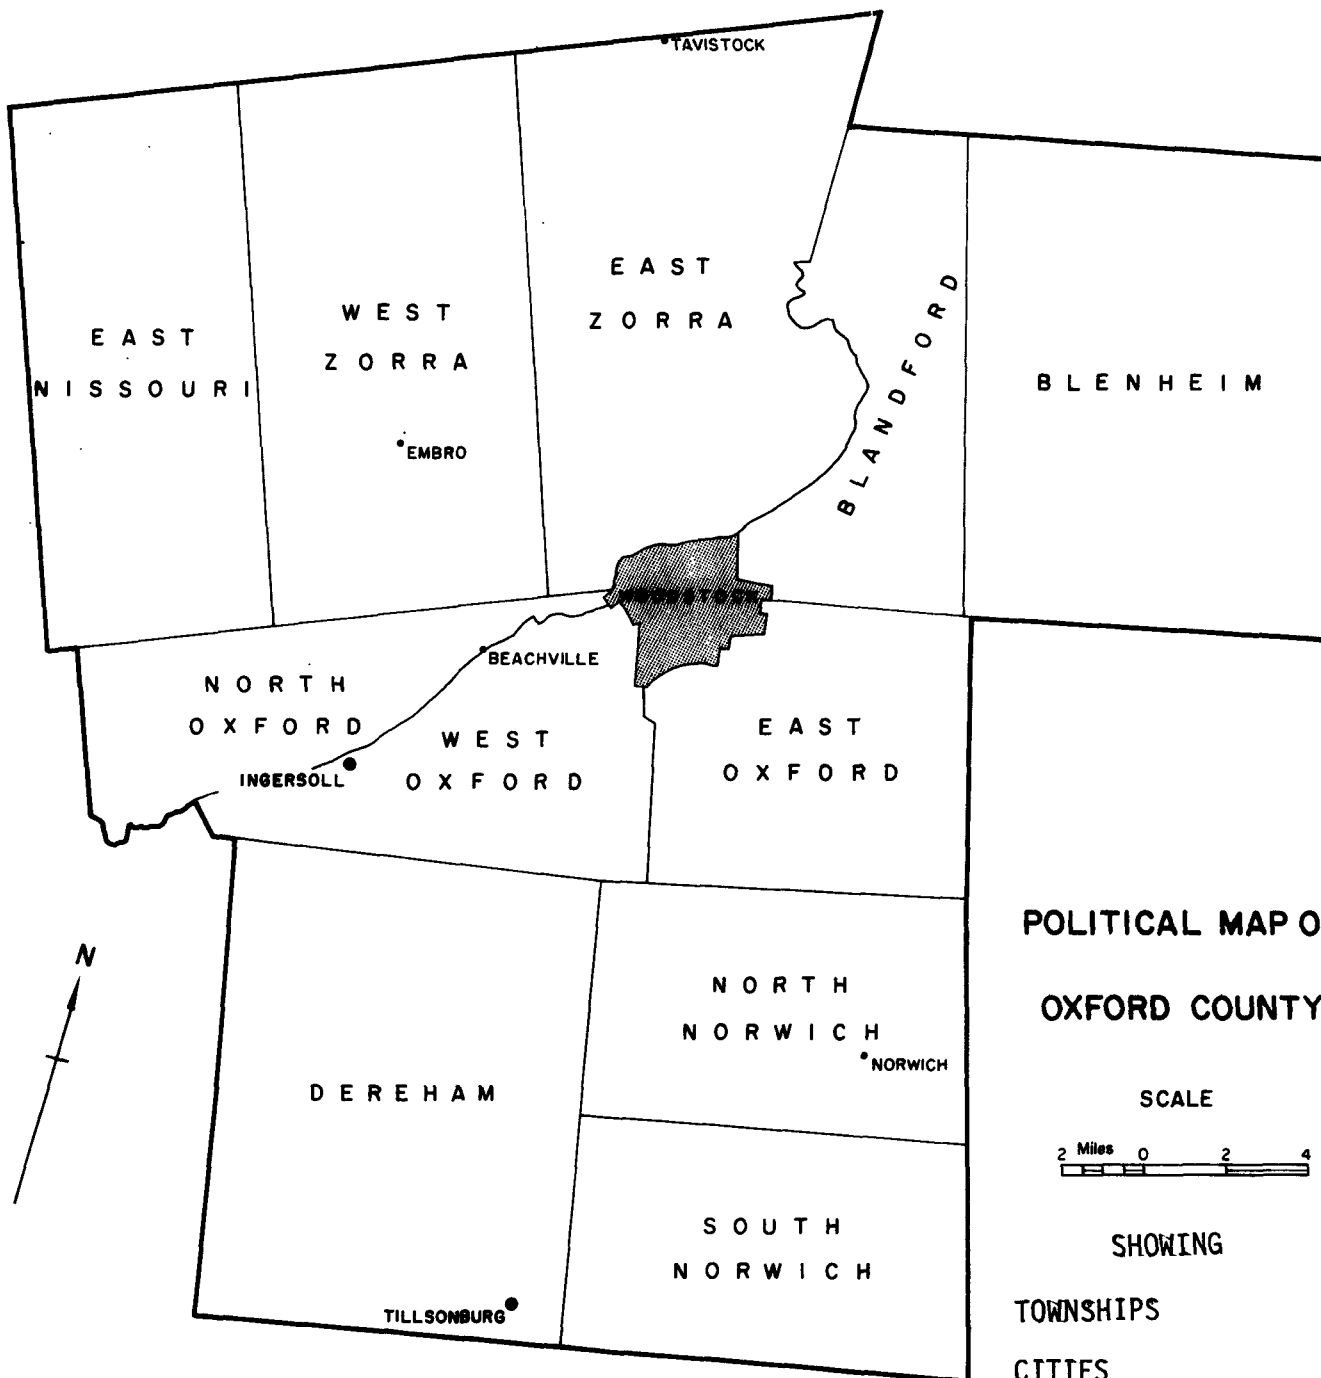 TAVISTOCK
EAST
ZORRA
WEST
ZORRA
EAST
NISSOURI
BLANDFORD
BLENHEIM
EMBRO
WOODSTOCK
BEACHVILLE
NORTH
OXFORD
WEST
OXFORD
EAST
OXFORD
INGERSOLL
N
NORTH
NORWICH
NORWICH
DEREHAM
SOUTH
NORWICH
TILLSONBURG
POLITICAL MAP O
OXFORD COUNTY
SCALE
2 Miles 0 2 4
SHOWING
TOWNSHIPS
CITIES